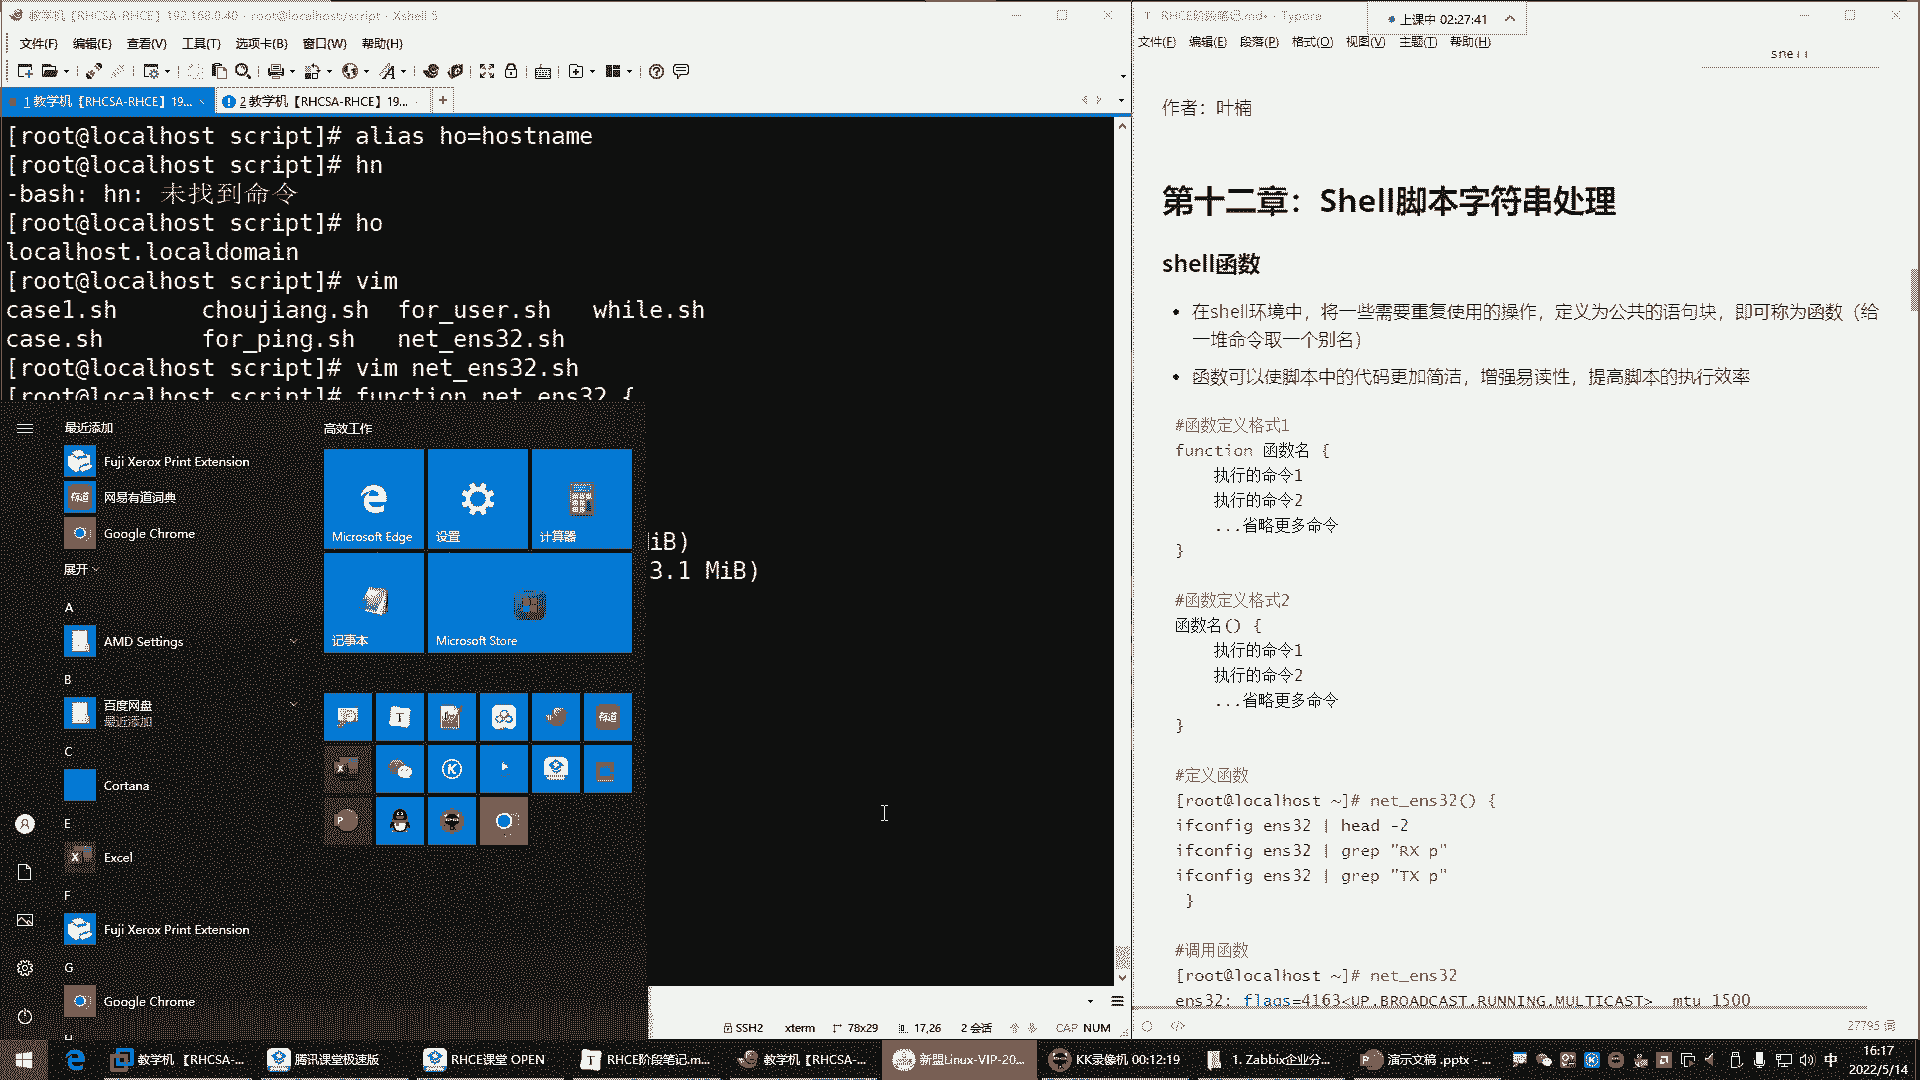 教学机【RHCSA-RHCE】192.168.0.40 - root@localhost:/script - Xshell 5
文件(F) 编辑(E) 查看(V) 工具(T) 选项卡(B) 窗口(W) 帮助(H)
1 教学机【RHCSA-RHCE】19...
2 教学机【RHCSA-RHCE】19...
[root@localhost script]# alias ho=hostname
[root@localhost script]# hn
-bash: hn: 未找到命令
[root@localhost script]# ho
localhost.localdomain
[root@localhost script]# vim
case1.sh choujiang.sh for_user.sh while.sh
case.sh for_ping.sh net_ens32.sh
[root@localhost script]# vim net_ens32.sh
[root@localhost script]# function net_ens32 {
iB)
3.1 MiB)
最近添加
Fuji Xerox Print Extension
网易有道词典
Google Chrome
展开
A
AMD Settings
B
百度网盘
最近添加
C
Cortana
E
Excel
F
Fuji Xerox Print Extension
G
Google Chrome
高效工作
Microsoft Edge
设置
计算器
记事本
Microsoft Store
SSH2 xterm 78x29 17,26 2 会话 CAP NUM
RHCE阶段笔记.md• - Typora
上课中 02:27:41
文件(F) 编辑(E) 段落(P) 格式(O) 视图(V) 主题(T) 帮助(H)
shell
作者：叶楠
第十二章：Shell脚本字符串处理
shell函数
在shell环境中，将一些需要重复使用的操作，定义为公共的语句块，即可称为函数（给
一堆命令取一个别名）
函数可以使脚本中的代码更加简洁，增强易读性，提高脚本的执行效率
#函数定义格式1
function 函数名 {
执行的命令1
执行的命令2
...省略更多命令
}
#函数定义格式2
函数名() {
执行的命令1
执行的命令2
...省略更多命令
}
#定义函数
[root@localhost ~]# net_ens32() {
ifconfig ens32 | head -2
ifconfig ens32 | grep "RX p"
ifconfig ens32 | grep "TX p"
}
#调用函数
[root@localhost ~]# net_ens32
ens32: flags=4163<UP,BROADCAST,RUNNING,MULTICAST> mtu 1500
27795 词
教学机【RHCSA-...
腾讯课堂极速版
RHCE课堂 OPEN
RHCE阶段笔记.m...
教学机【RHCSA-...
新盟Linux-VIP-20...
KK录像机 00:12:19
1. Zabbix企业分...
演示文稿 .pptx - ...
中
16:17
2022/5/14